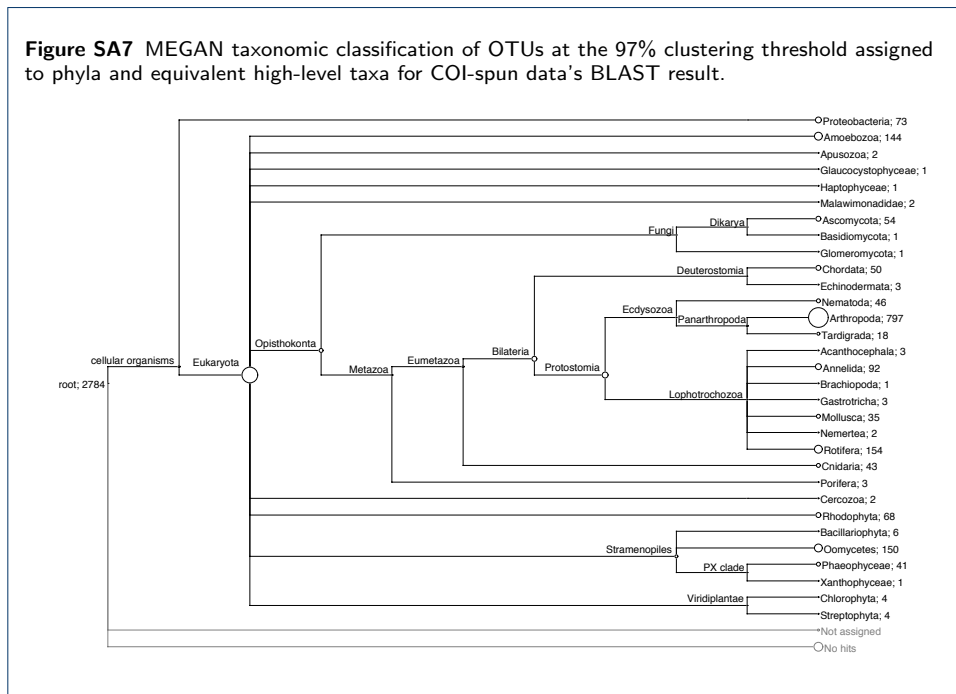 Figure SA7 MEGAN taxonomic classification of OTUs at the 97% clustering threshold assigned
to phyla and equivalent high-level taxa for COI-spun data's BLAST result.
Proteobacteria; 73
Amoebozoa; 144
Apusozoa; 2
Glaucocystophyceae; 1
Haptophyceae; 1
Malawimonadidae; 2
Ascomycota; 54
Dikarya
Fungi
Basidiomycota; 1
Glomeromycota; 1
Chordata; 50
Deuterostomia
Echinodermata; 3
Nematoda; 46
Ecdysozoa
Panarthropoda
Arthropoda; 797
Tardigrada; 18
Opisthokonta
Acanthocephala; 3
Bilateria
cellular organisms
Eukaryota
Eumetazoa
Metazoa
Protostomia
Annelida; 92
root; 2784
Brachiopoda; 1
Lophotrochozoa
Gastrotricha; 3
Mollusca; 35
Nemertea; 2
Rotifera; 154
Cnidaria; 43
Porifera; 3
Cercozoa; 2
Rhodophyta; 68
Bacillariophyta; 6
Stramenopiles
Oomycetes; 150
PX clade
Phaeophyceae; 41
Xanthophyceae; 1
Viridiplantae
Chlorophyta; 4
Streptophyta; 4
Not assigned
No hits